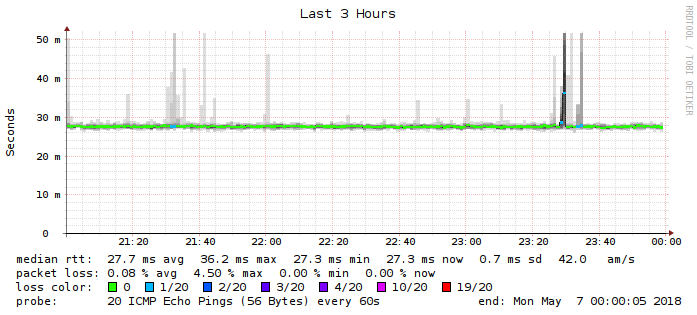 Last 3 Hours
RRDTOOL / TOBI OETIKER
Seconds
50 m
40 m
30 m
20 m
10 m
0
21:20 21:40 22:00 22:20 22:40 23:00 23:20 23:40 00:00
median rtt: 27.7 ms avg 36.2 ms max 27.3 ms min 27.3 ms now 0.7 ms sd 42.0 am/s
packet loss: 0.08 % avg 4.50 % max 0.00 % min 0.00 % now
loss color: 0 1/20 2/20 3/20 4/20 10/20 19/20
probe: 20 ICMP Echo Pings (56 Bytes) every 60s end: Mon May 7 00:00:05 2018